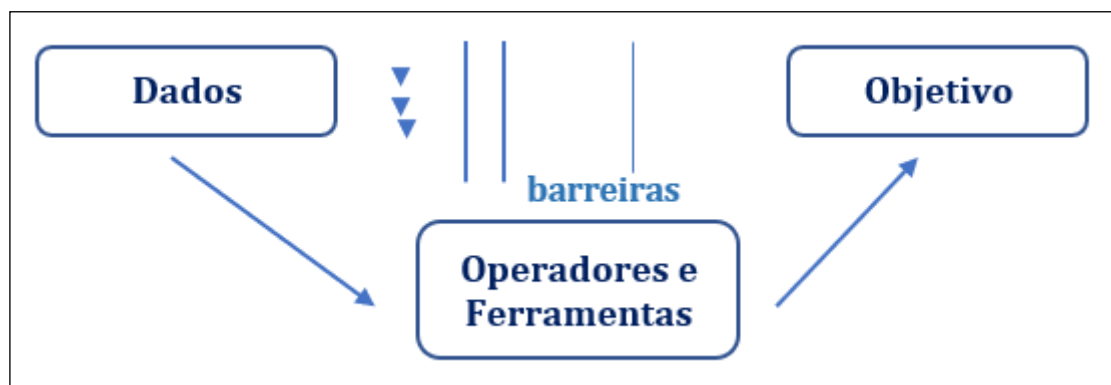 Dados
Objetivo
barreiras
Operadores e
Ferramentas